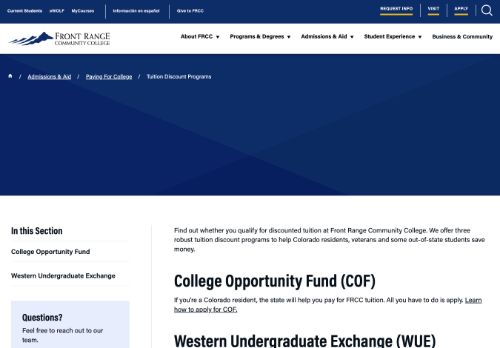 Current Students eWOLF MyCourses Información en español Give to FRCC REQUEST INFO VISIT APPLY
FRONT RANGE
COMMUNITY COLLEGE
About FRCC Programs & Degrees Admissions & Aid Student Experience Business & Community
/ Admissions & Aid / Paying For College / Tuition Discount Programs
In this Section
College Opportunity Fund
Western Undergraduate Exchange
Questions?
Feel free to reach out to our
team.
Find out whether you qualify for discounted tuition at Front Range Community College. We offer three
robust tuition discount programs to help Colorado residents, veterans and some out-of-state students save
money.
College Opportunity Fund (COF)
If you're a Colorado resident, the state will help you pay for FRCC tuition. All you have to do is apply. Learn
how to apply for COF.
Western Undergraduate Exchange (WUE)